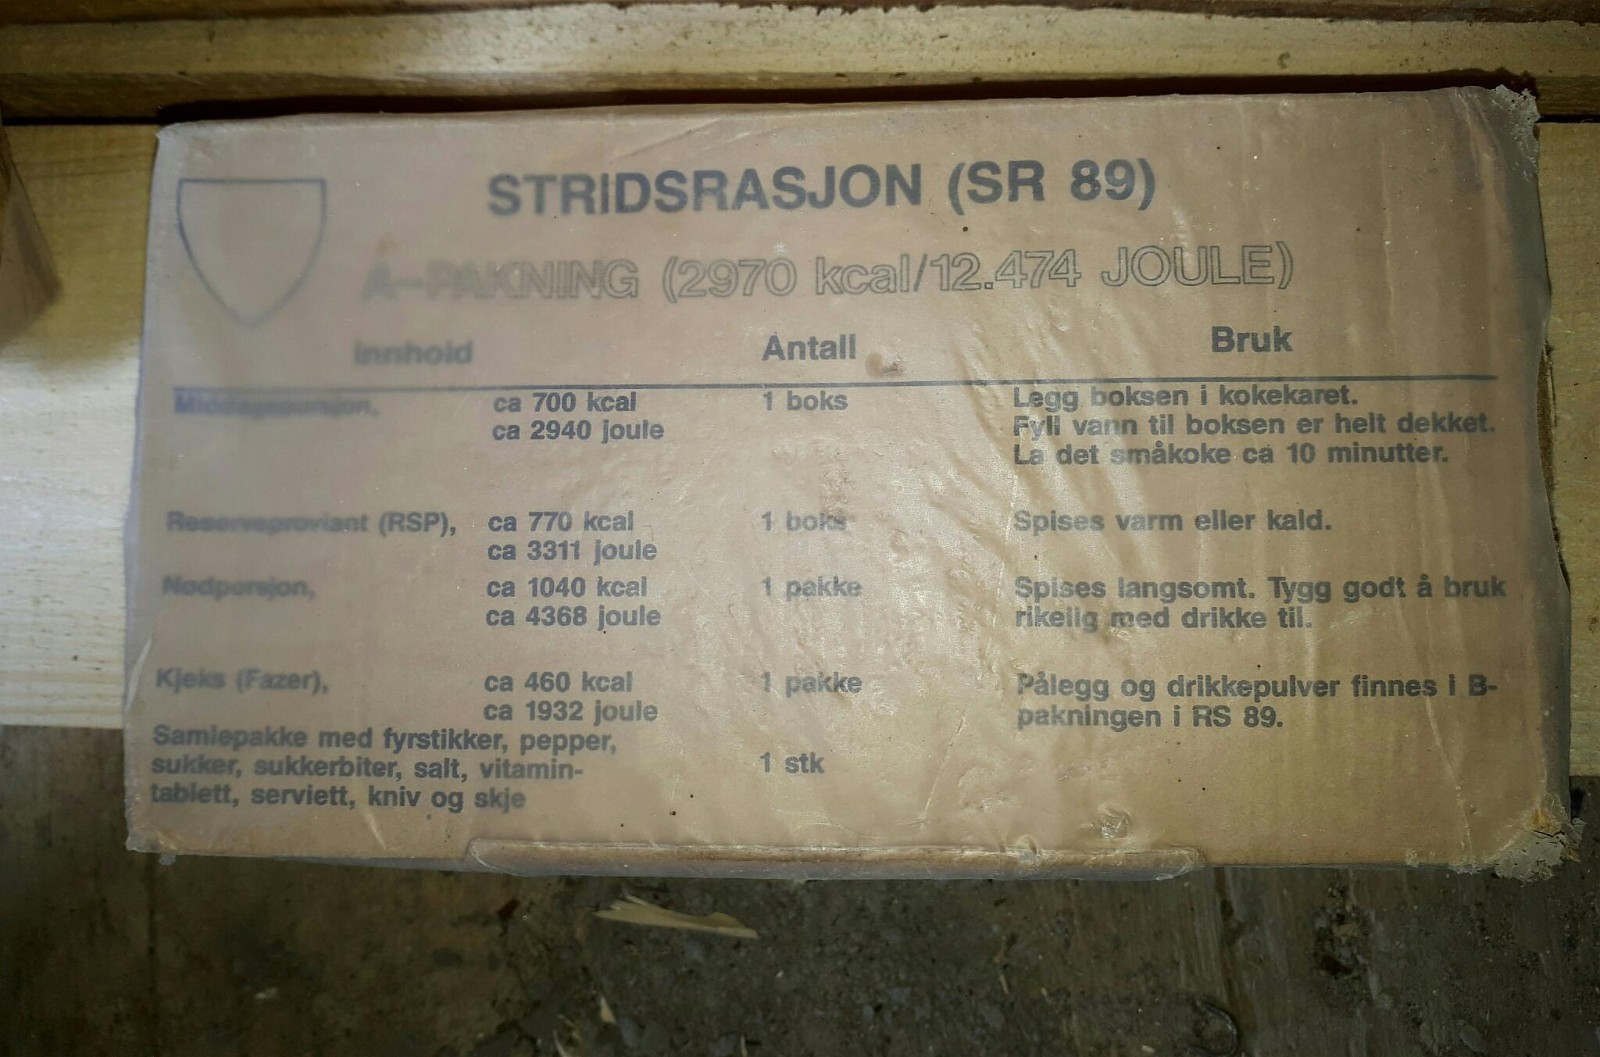 STRIDSRASJON (SR 89)
A-PAKNING (2970 kcal/12.474 JOULE)
Innhold Antall Bruk
Middagsporsjon, ca 700 kcal 1 boks Legg boksen i kokekaret.
ca 2940 joule Fyll vann til boksen er helt dekket.
La det småkoke ca 10 minutter.
Reserveproviant (RSP), ca 770 kcal 1 boks Spises varm eller kald.
ca 3311 joule
Nødporsjon, ca 1040 kcal 1 pakke Spises langsomt. Tygg godt å bruk
ca 4368 joule rikelig med drikke til.
Kjeks (Fazer), ca 460 kcal 1 pakke Pålegg og drikkepulver finnes i B-
ca 1932 joule pakningen i RS 89.
Samlepakke med fyrstikker, pepper,
sukker, sukkerbiter, salt, vitamin- 1 stk
tablett, serviett, kniv og skje